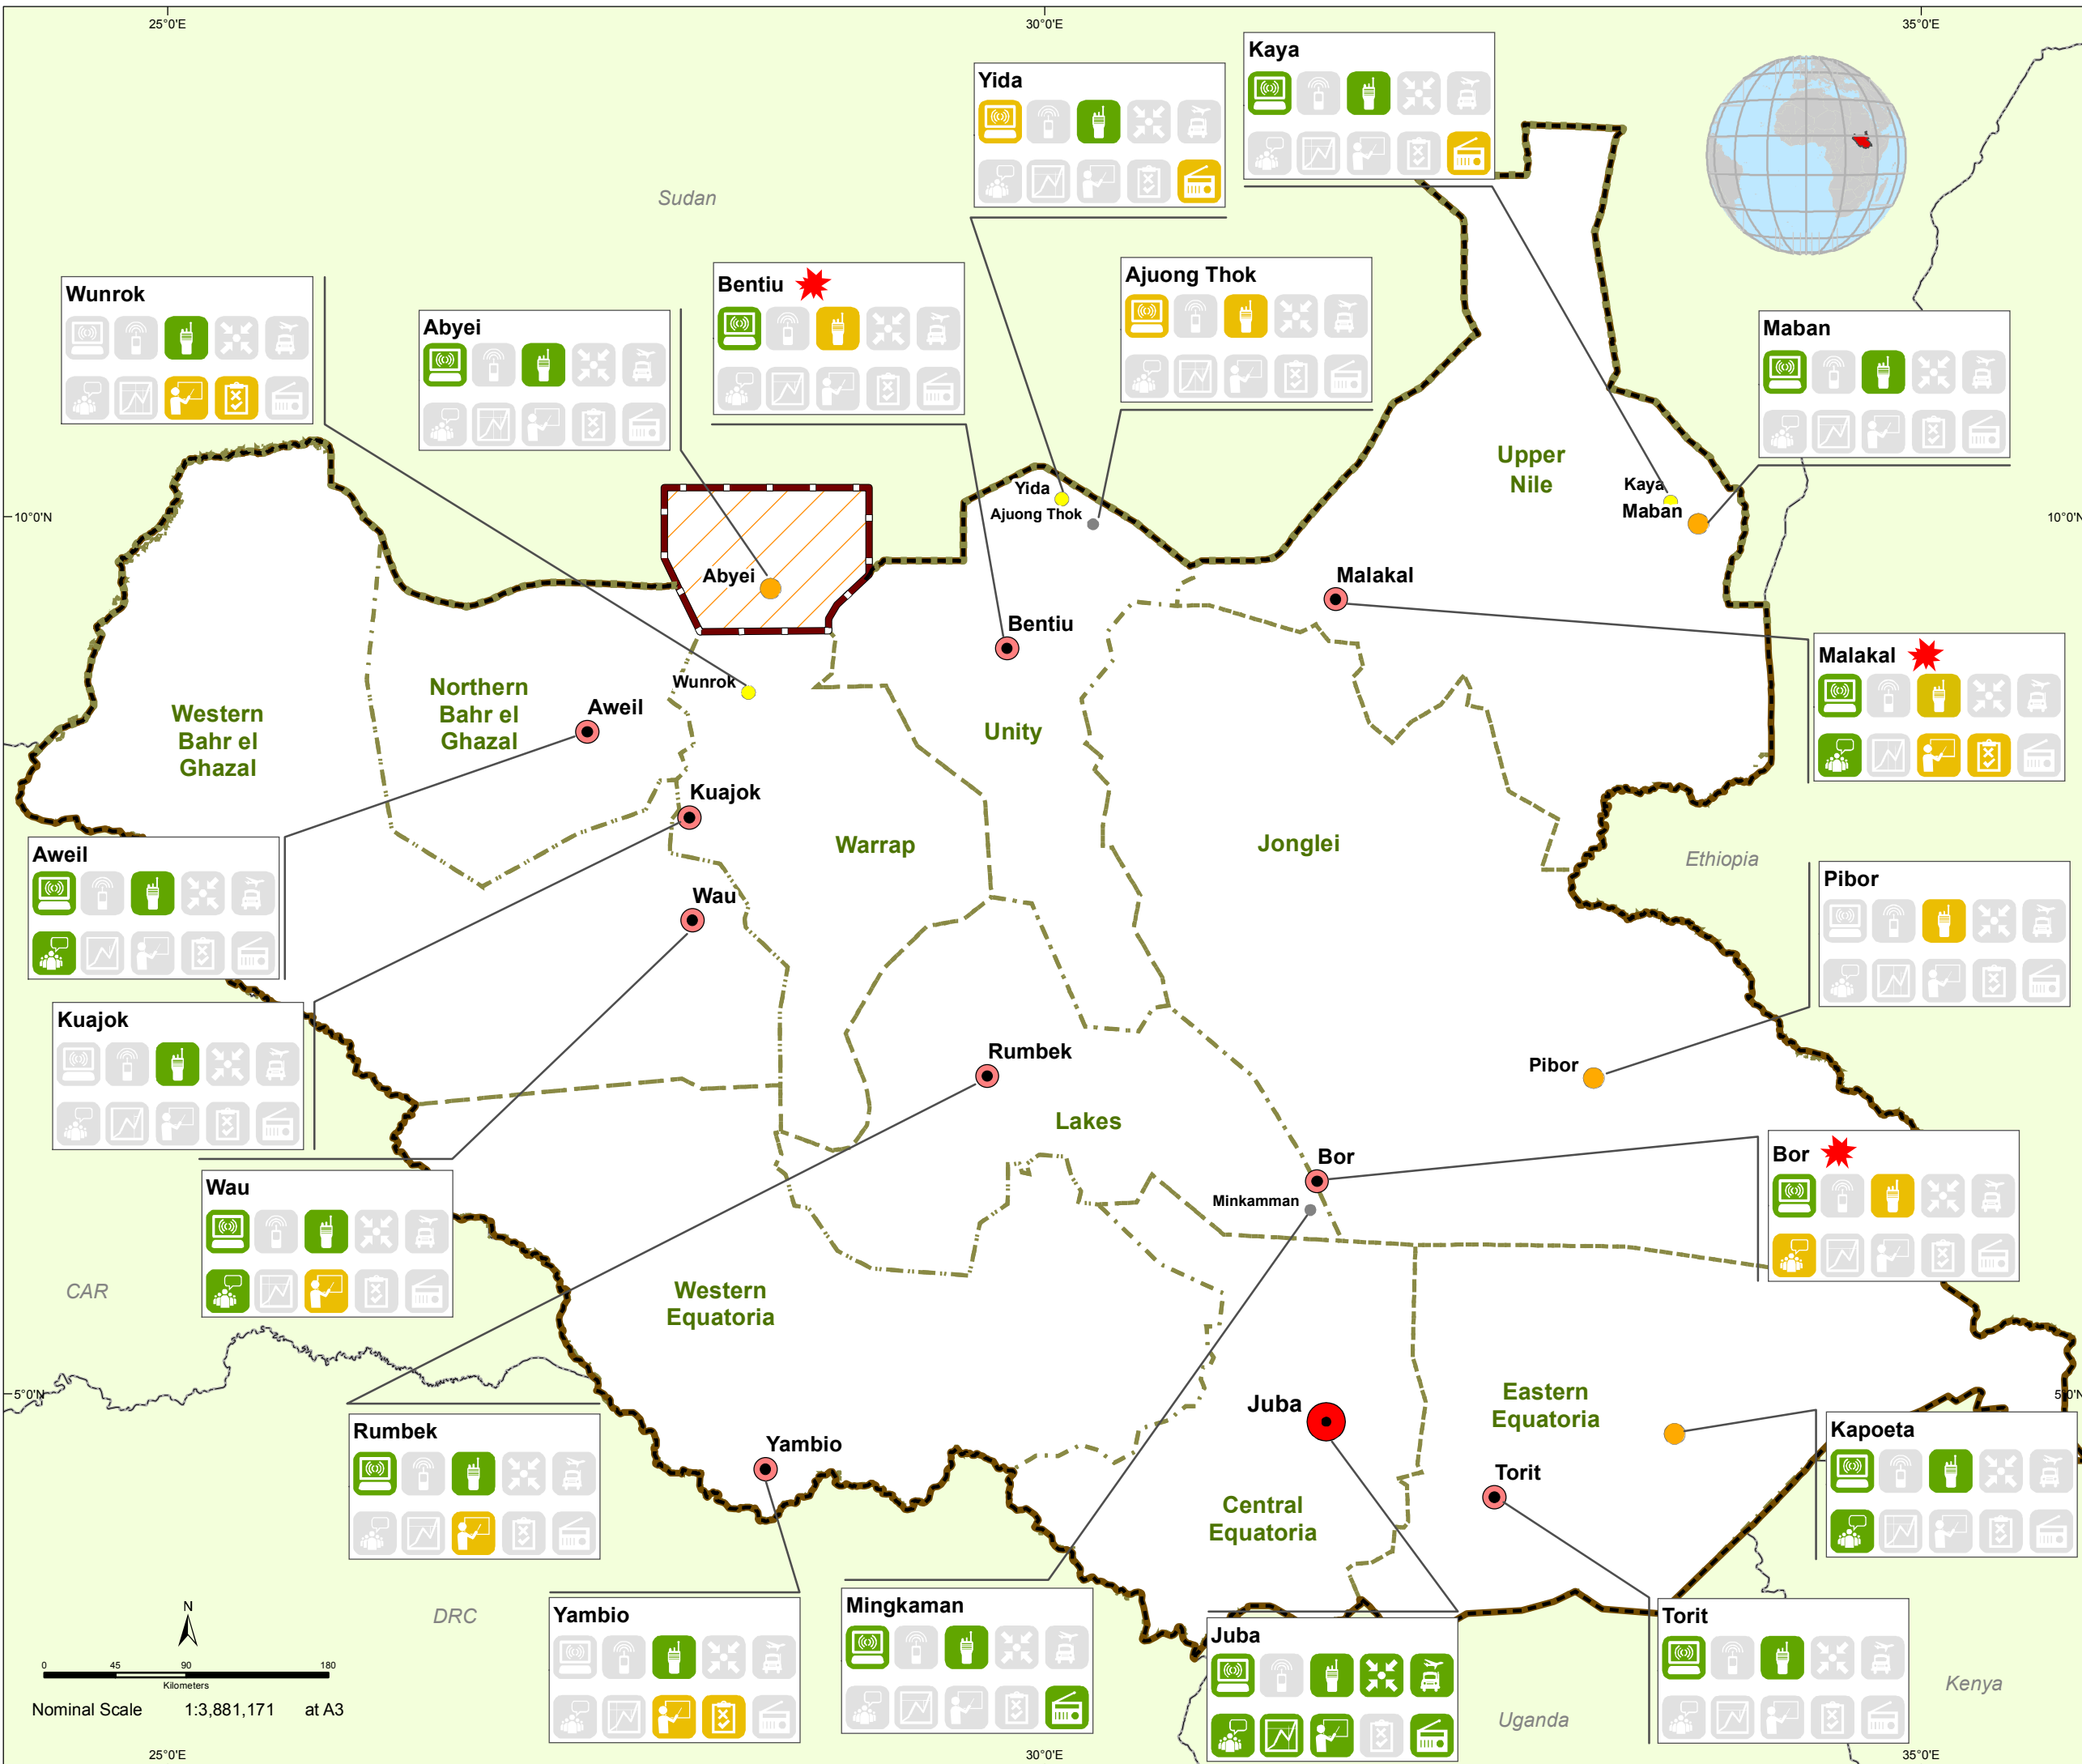 25°0'E
30°0'E
35°0'E
Kaya
Yida
Sudan
Wunrok
Abyei
Bentiu
Ajuong Thok
Maban
Upper
Nile
Yida
Ajuong Thok
Kaya
Maban
10°0'N
10°0'N
Abyei
Malakal
Bentiu
Malakal
Wunrok
Northern
Bahr el
Ghazal
Western
Bahr el
Ghazal
Aweil
Unity
Kuajok
Warrap
Jonglei
Aweil
Ethiopia
Pibor
Wau
Kuajok
Rumbek
Pibor
Lakes
Bor
Bor
Minkamman
Wau
CAR
Western
Equatoria
5°0'N
5°0'N
Eastern
Equatoria
Juba
Kapoeta
Rumbek
Yambio
Torit
Central
Equatoria
N
DRC
Yambio
Mingkaman
Juba
Torit
0
45
90
180
Kilometers
Nominal Scale 1:3,881,171 at A3
Kenya
Uganda
25°0'E
30°0'E
35°0'E